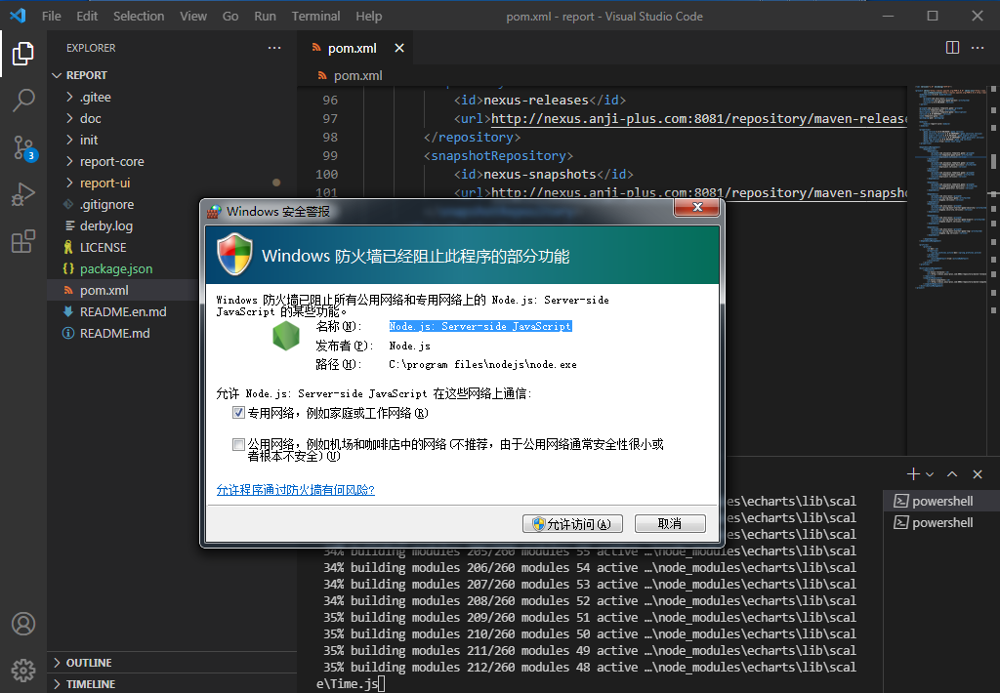 File Edit Selection View Go Run Terminal Help
pom.xml - report - Visual Studio Code
EXPLORER
REPORT
.gitee
doc
init
report-core
report-ui
.gitignore
derby.log
LICENSE
package.json
pom.xml
README.en.md
README.md
OUTLINE
TIMELINE
3
pom.xml
pom.xml
96 <id>nexus-releases</id>
97 <url>http://nexus.anji-plus.com:8081/repository/maven-releas
98 </repository>
99 <snapshotRepository>
100 <id>nexus-snapshots</id>
101 <url>http://nexus.anji-plus.com:8081/repository/maven-snapsh
Windows 安全警报
Windows 防火墙已经阻止此程序的部分功能
Windows 防火墙已阻止所有公用网络和专用网络上的 Node.js: Server-side
JavaScript 的某些功能。
名称(N): Node.js: Server-side JavaScript
发布者(P): Node.js
路径(H): C:\program files\nodejs\node.exe
允许 Node.js: Server-side JavaScript 在这些网络上通信:
专用网络，例如家庭或工作网络(R)
公用网络，例如机场和咖啡店中的网络(不推荐，由于公用网络通常安全性很小或
者根本不安全)(U)
允许程序通过防火墙有何风险?
允许访问(A) 取消
powershell
powershell
es\echarts\lib\scal
es\echarts\lib\scal
es\echarts\lib\scal
34% building modules 205/260 modules 55 active …\node_modules\echarts\lib\scal
34% building modules 206/260 modules 54 active …\node_modules\echarts\lib\scal
34% building modules 207/260 modules 53 active …\node_modules\echarts\lib\scal
34% building modules 208/260 modules 52 active …\node_modules\echarts\lib\scal
35% building modules 209/260 modules 51 active …\node_modules\echarts\lib\scal
35% building modules 210/260 modules 50 active …\node_modules\echarts\lib\scal
35% building modules 211/260 modules 49 active …\node_modules\echarts\lib\scal
35% building modules 212/260 modules 48 active …\node_modules\echarts\lib\scal
e\Time.js